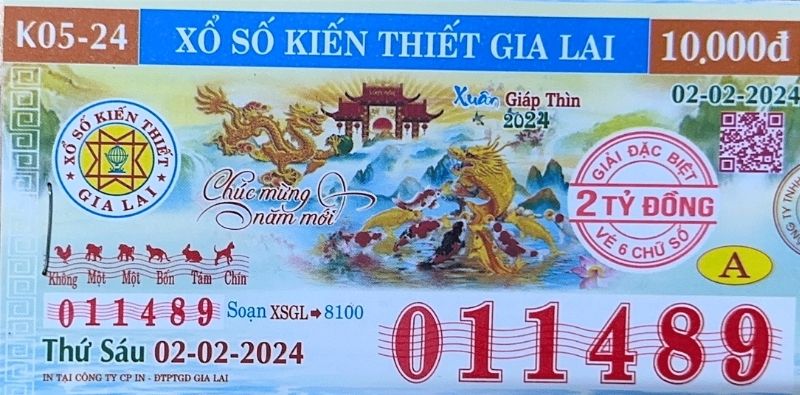 K05-24
XỔ SỐ KIẾN THIẾT GIA LAI
10.000đ
Xuân Giáp Thìn
2024
02-02-2024
XỔ SỐ KIẾN THIẾT
GIA LAI
Chúc mừng
năm mới
GIẢI ĐẶC BIỆT
2 TỶ ĐỒNG
VÉ 6 CHỮ SỐ
A
Không Một Một Bốn Tám Chín
011489
Soạn XSGL➡8100
011489
Thứ Sáu 02-02-2024
IN TẠI CÔNG TY CP IN - ĐTPTGD GIA LAI